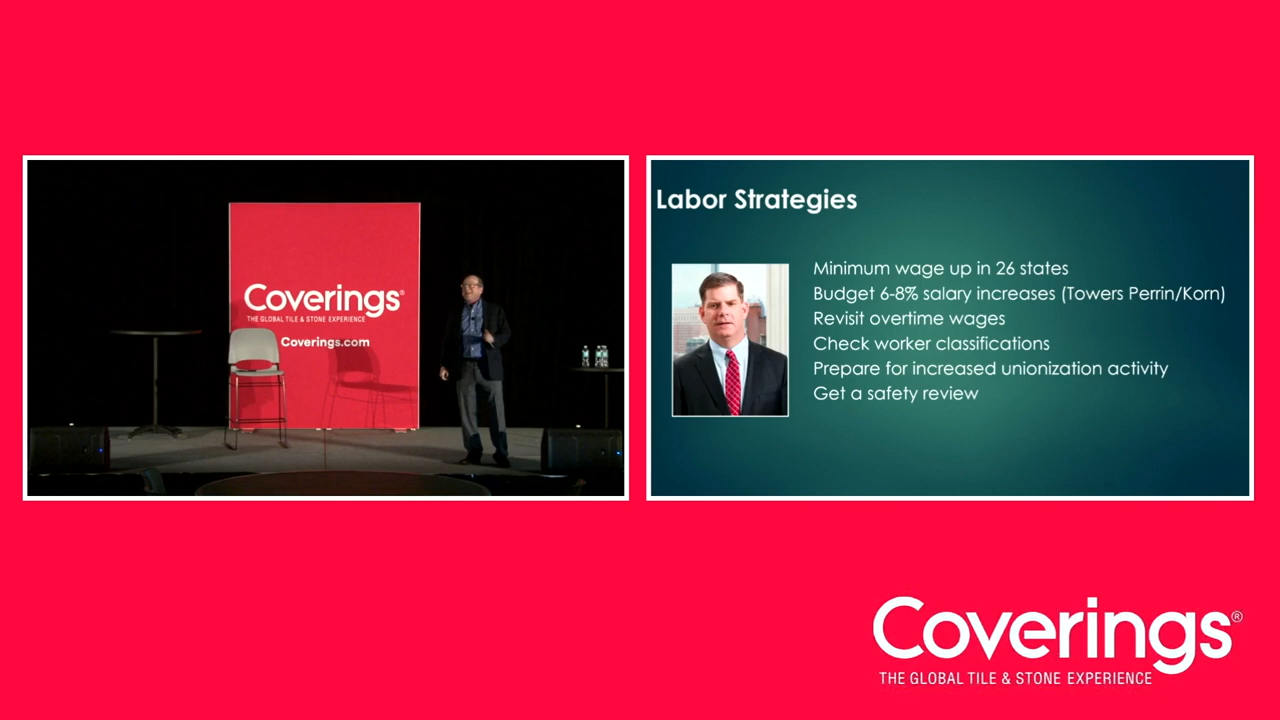 Coverings®
THE GLOBAL TILE & STONE EXPERIENCE
Coverings.com
Labor Strategies
Minimum wage up in 26 states
Budget 6-8% salary increases (Towers Perrin/Korn)
Revisit overtime wages
Check worker classifications
Prepare for increased unionization activity
Get a safety review
Coverings®
THE GLOBAL TILE & STONE EXPERIENCE